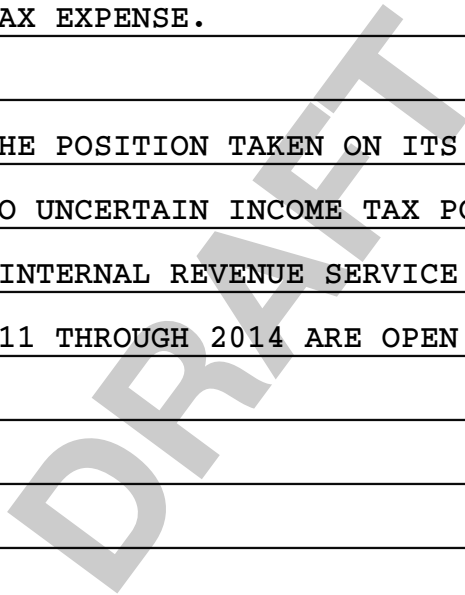 AX EXPENSE.
HE POSITION TAKEN ON ITS
O UNCERTAIN INCOME TAX PO
INTERNAL REVENUE SERVICE
11 THROUGH 2014 ARE OPEN
DRAFT